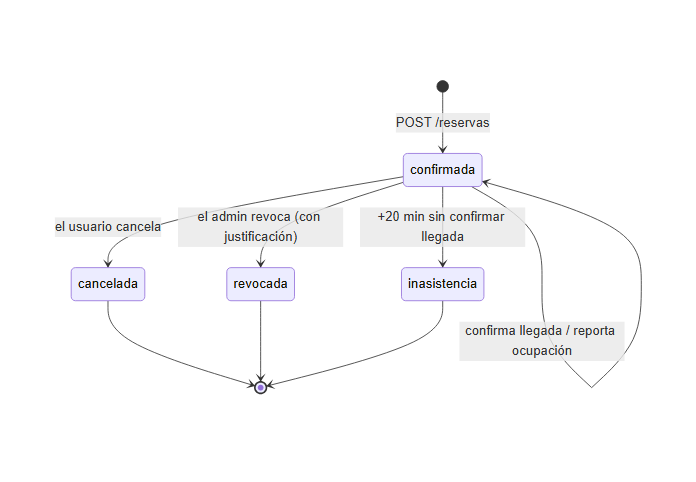 POST /reservas
confirmada
el usuario cancela
el admin revoca (con
justificación)
+20 min sin confirmar
llegada
cancelada
revocada
inasistencia
confirma llegada / reporta
ocupación